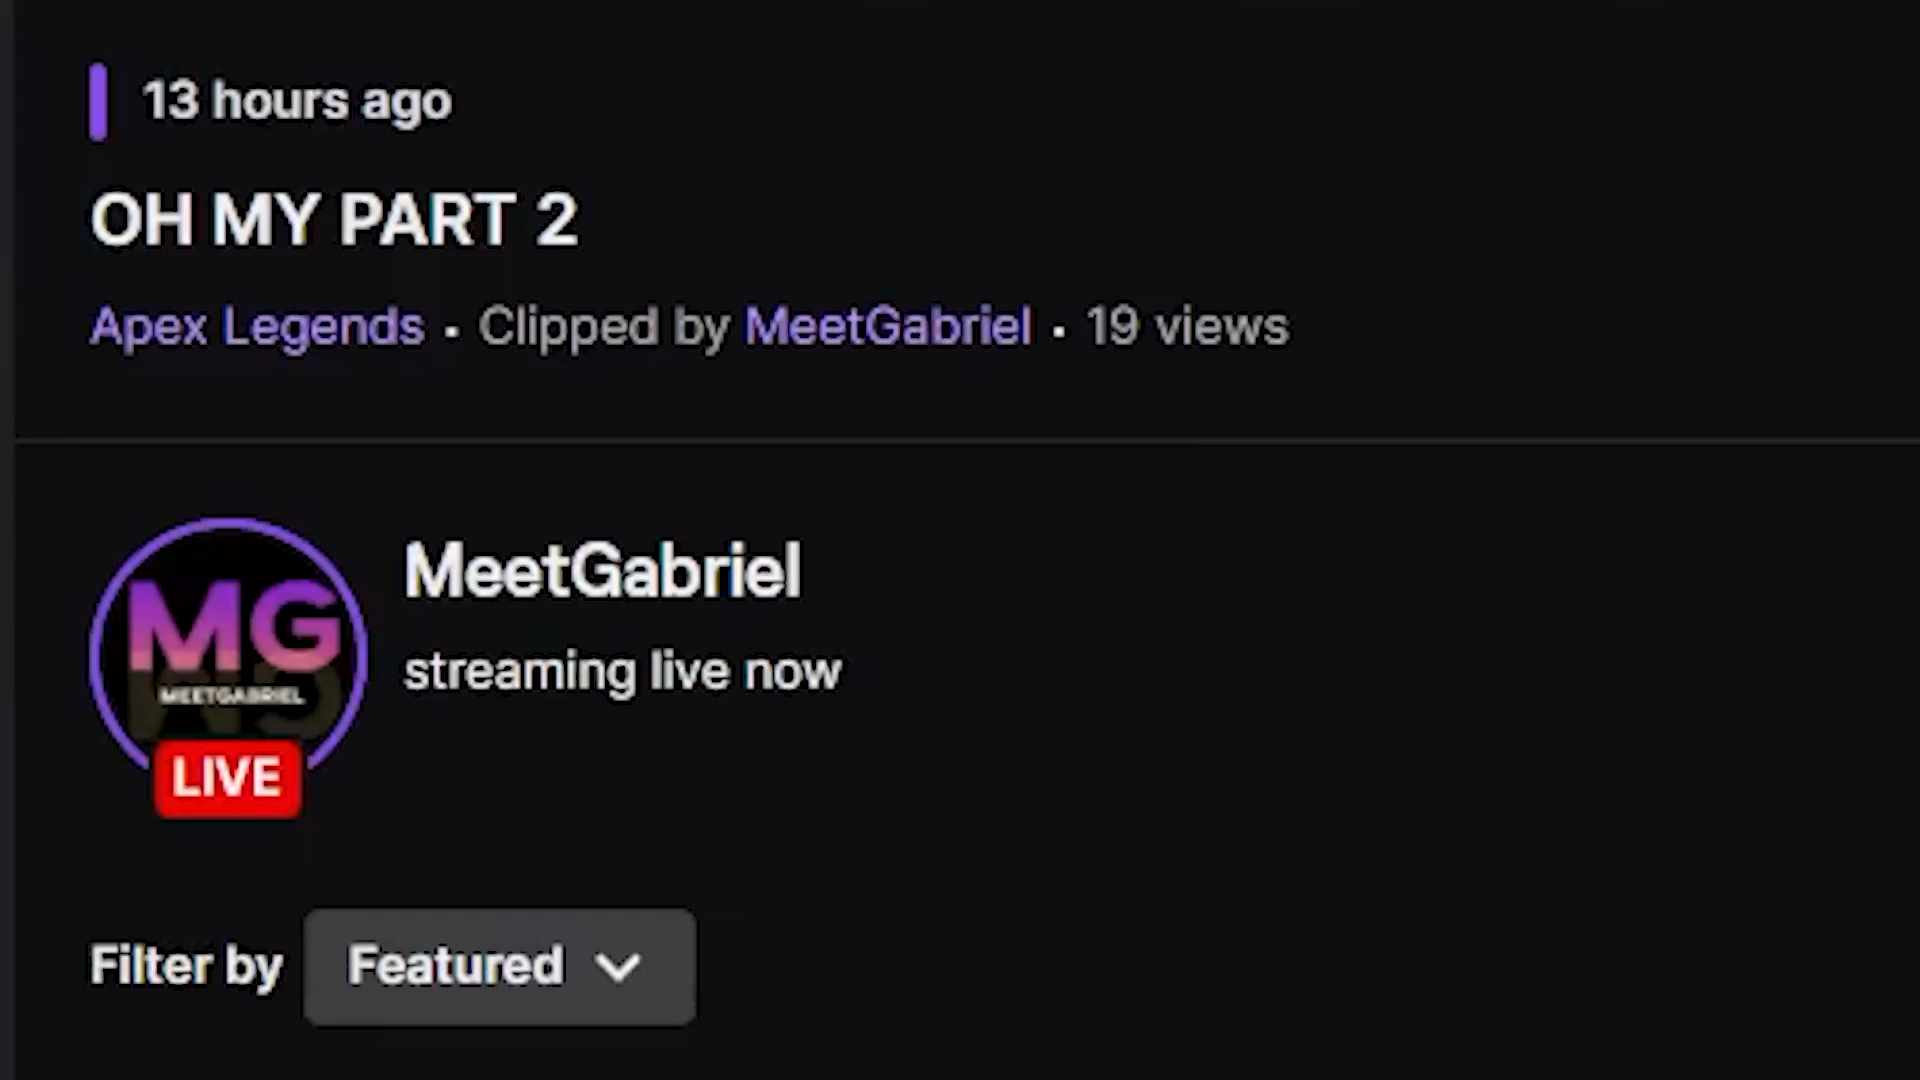 13 hours ago
OH MY PART 2
Apex Legends · Clipped by MeetGabriel · 19 views
MG
MEETGABRIEL
LIVE
MeetGabriel
streaming live now
Filter by Featured